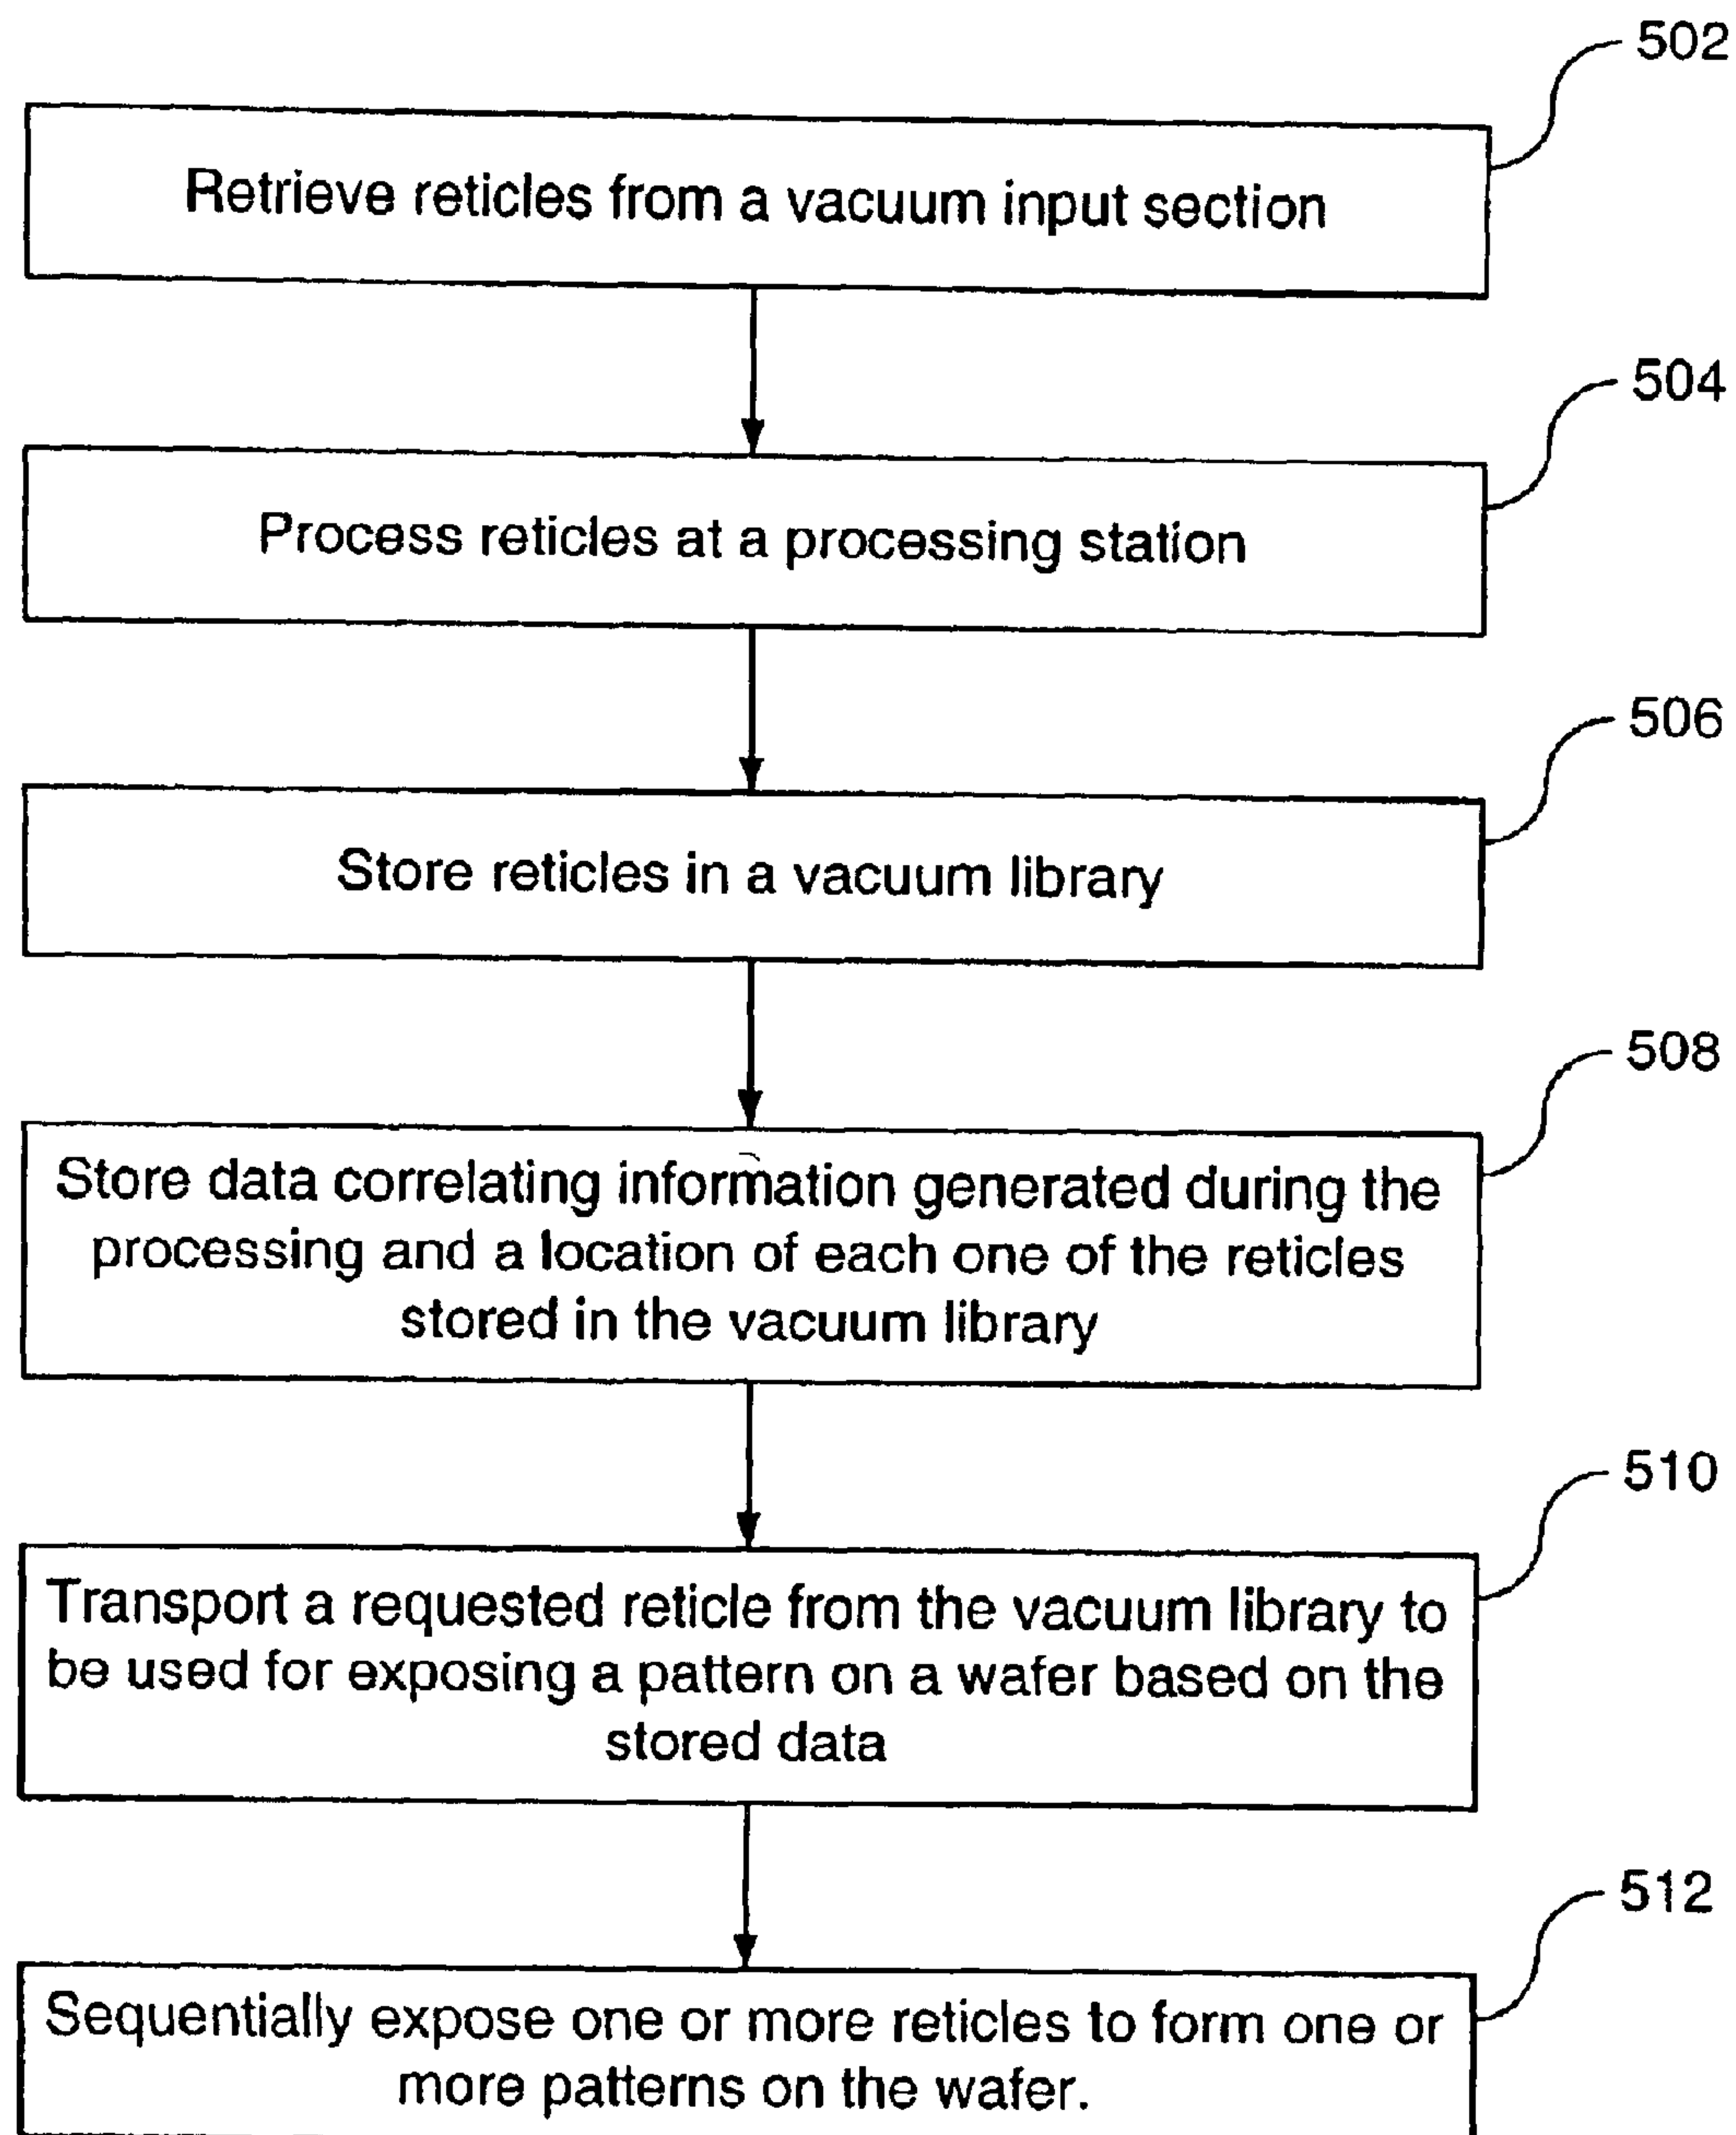 502
Retrieve reticles from a vacuum input section
504
Process reticles at a processing station
506
Store reticles in a vacuum library
508
Store data correlating information generated during the
processing and a location of each one of the reticles
stored in the vacuum library
510
Transport a requested reticle from the vacuum library to
be used for exposing a pattern on a wafer based on the
stored data
512
Sequentially expose one or more reticles to form one or
more patterns on the wafer.